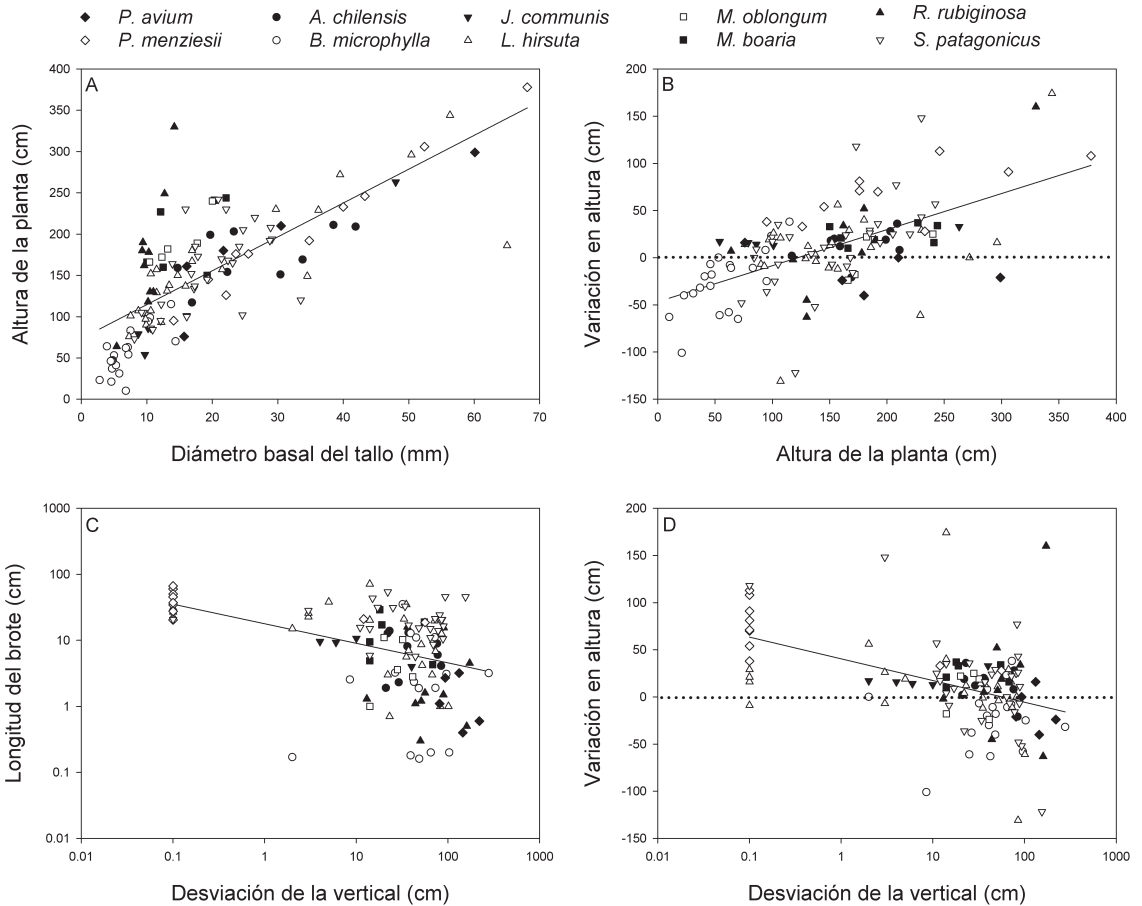 P. avium A. chilensis J. communis M. oblongum R. rubiginosa
P. menziesii B. microphylla L. hirsuta M. boaria S. patagonicus
A
400
350
300
250
200
150
100
50
0
0 10 20 30 40 50 60 70
Altura de la planta (cm)
Diámetro basal del tallo (mm)
B
200
150
100
50
0
-50
-100
-150
0 50 100 150 200 250 300 350 400
Variación en altura (cm)
Altura de la planta (cm)
C
1000
100
10
1
0.1
0.01
0.01 0.1 1 10 100 1000
Longitud del brote (cm)
Desviación de la vertical (cm)
D
200
150
100
50
0
-50
-100
-150
0.01 0.1 1 10 100 1000
Variación en altura (cm)
Desviación de la vertical (cm)